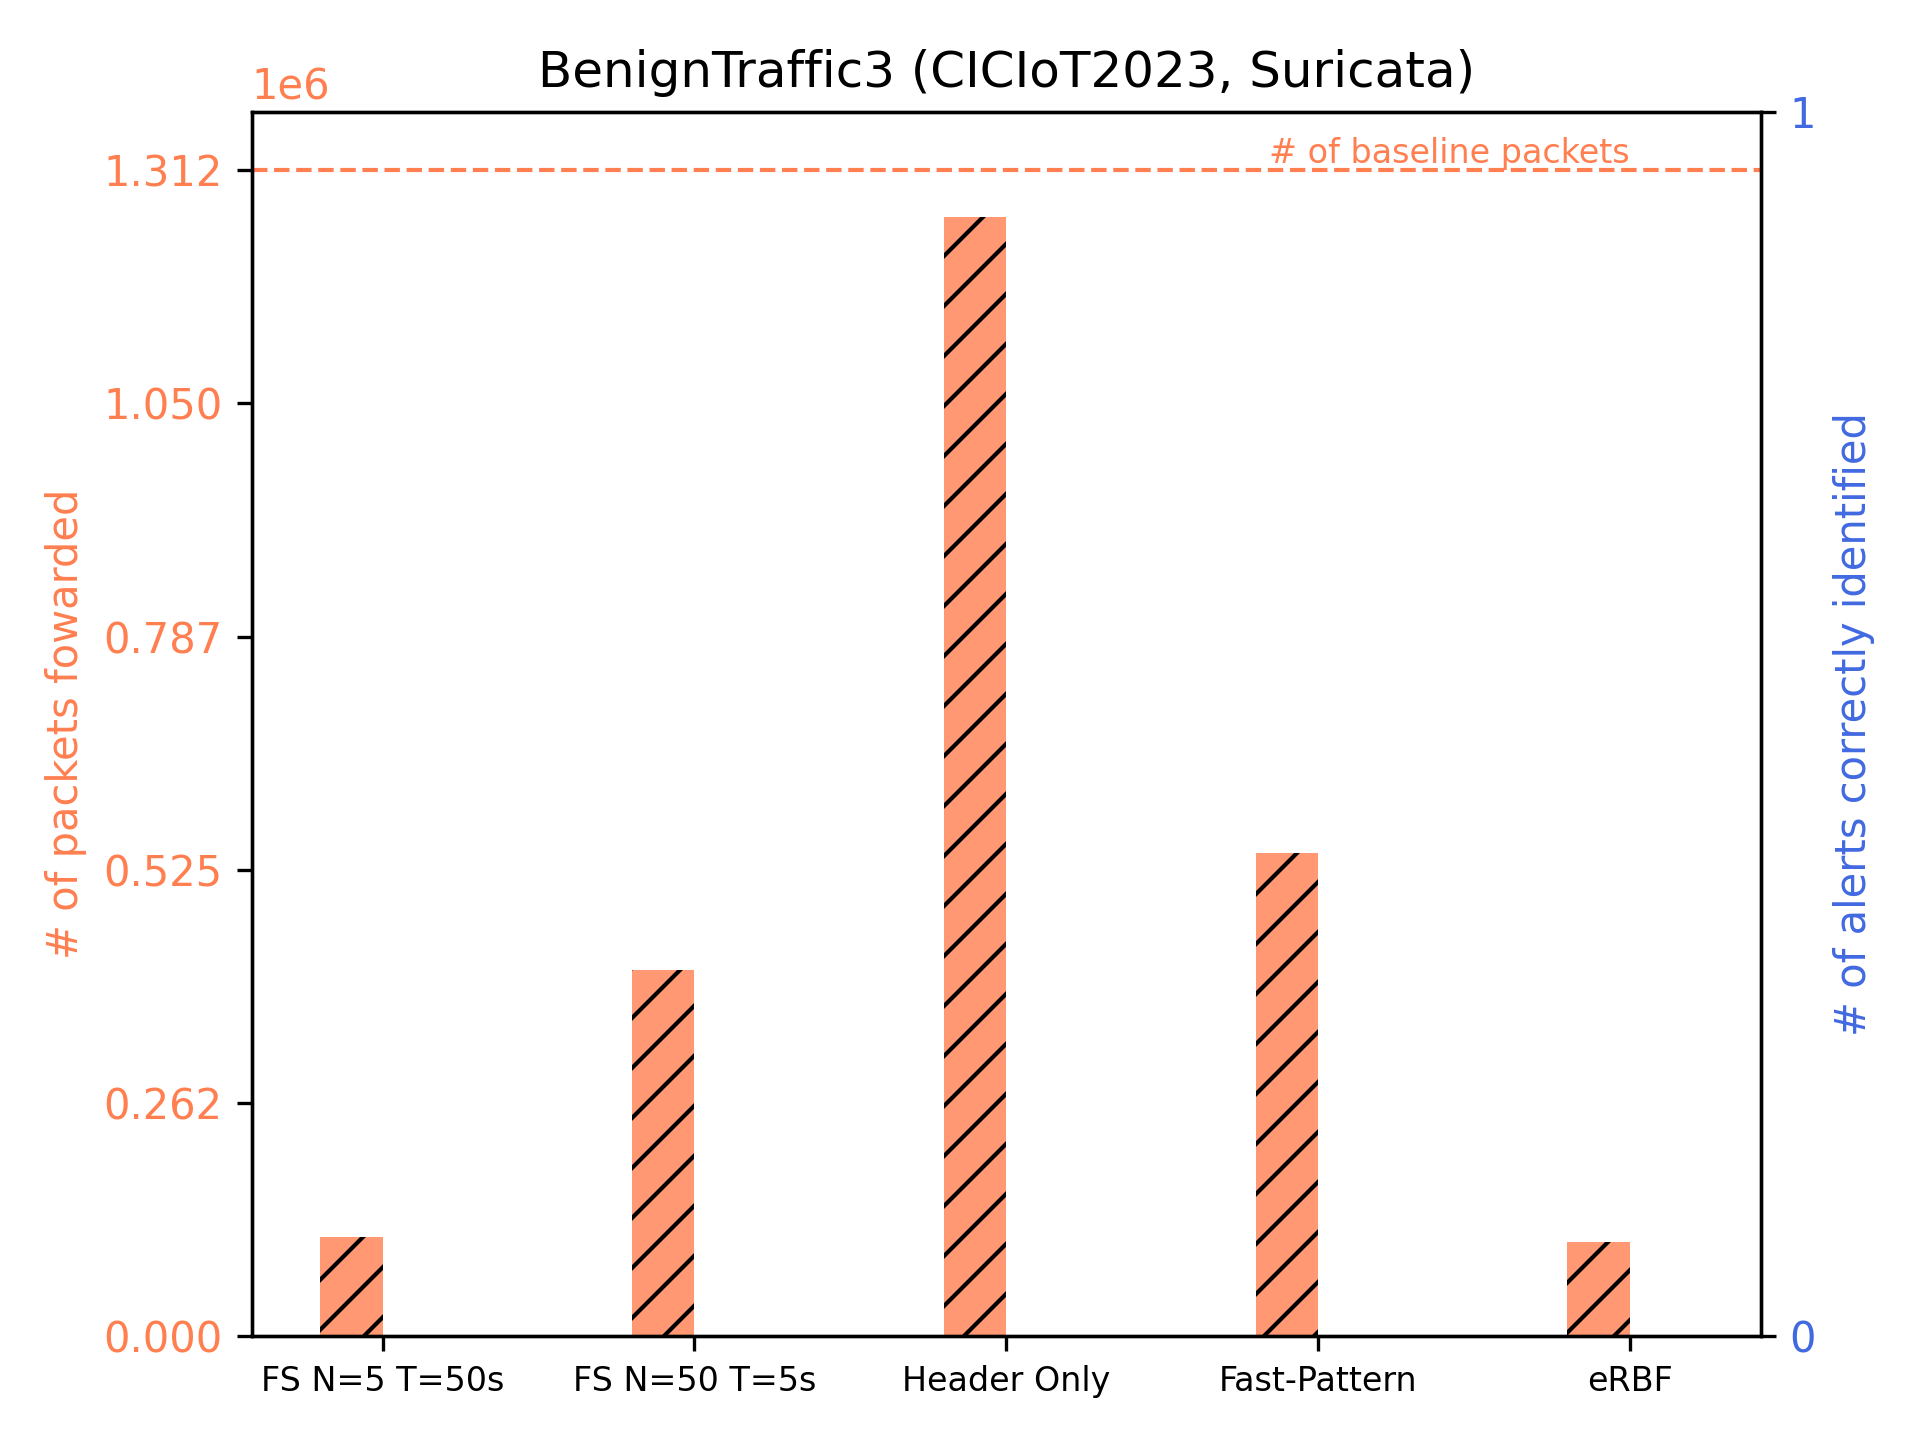 BenignTraffic3 (CICIoT2023, Suricata)
1e6
1
# of baseline packets
1.312
1.050
0.787
0.525
0.262
0.000
0
# of packets fowarded
# of alerts correctly identified
FS N=5 T=50s
FS N=50 T=5s
Header Only
Fast-Pattern
eRBF